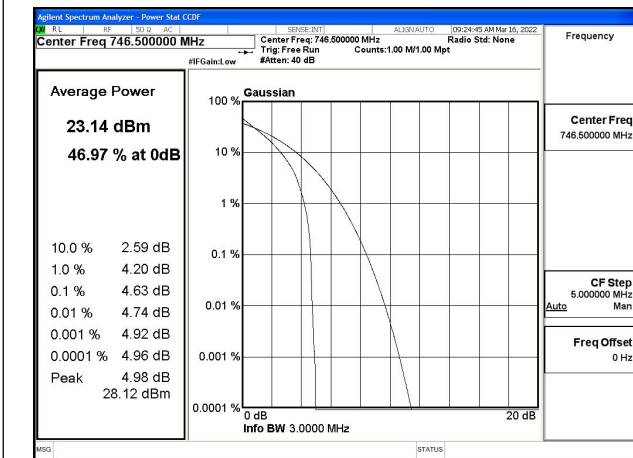 Agilent Spectrum Analyzer - Power Stat CCDF
RL RF 50 Ω AC SENSE:INT ALIGN AUTO 09:24:45 AM Mar 16, 2022
Center Freq 746.500000 MHz
Center Freq: 746.500000 MHz Radio Std: None
Trig: Free Run Counts:1.00 M/1.00 Mpt
#IFGain:Low #Atten: 40 dB
Frequency
Average Power
23.14 dBm
46.97 % at 0dB
10.0 % 2.59 dB
1.0 % 4.20 dB
0.1 % 4.63 dB
0.01 % 4.74 dB
0.001 % 4.92 dB
0.0001 % 4.96 dB
Peak 4.98 dB
28.12 dBm
Gaussian
100 %
10 %
1 %
0.1 %
0.01 %
0.001 %
0.0001 %
0 dB 20 dB
Info BW 3.0000 MHz
Center Freq
746.500000 MHz
CF Step
5.000000 MHz
Auto Man
Freq Offset
0 Hz
MSG STATUS